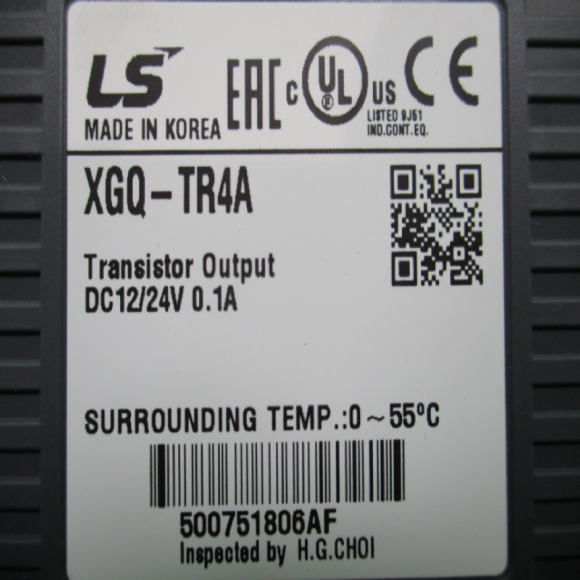 LS
MADE IN KOREA
EAC
C UL US
® LISTED 9J61
IND.CONT.EQ.
CE
XGQ-TR4A
Transistor Output
DC12/24V 0.1A
SURROUNDING TEMP.:0~55°C
500751806AF
Inspected by H.G.CHOI